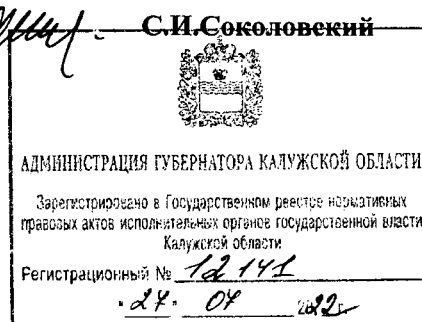 С.И.Соколовский
АДМИНИСТРАЦИЯ ГУБЕРНАТОРА КАЛУЖСКОЙ ОБЛАСТИ
Зарегистрировано в Государственном реестре нормативных
правовых актов исполнительных органов государственной власти
Калужской области
Регистрационный № 12141
"27" 07 2022 г.